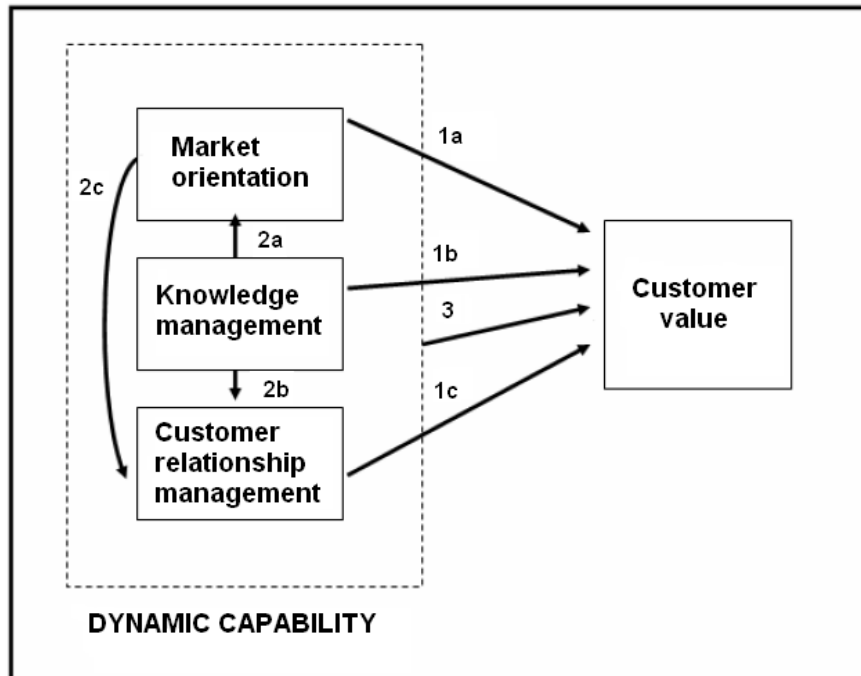 Market
orientation
1a
2c
2a
Knowledge
management
1b
3
Customer
value
2b
1c
Customer
relationship
management
DYNAMIC CAPABILITY